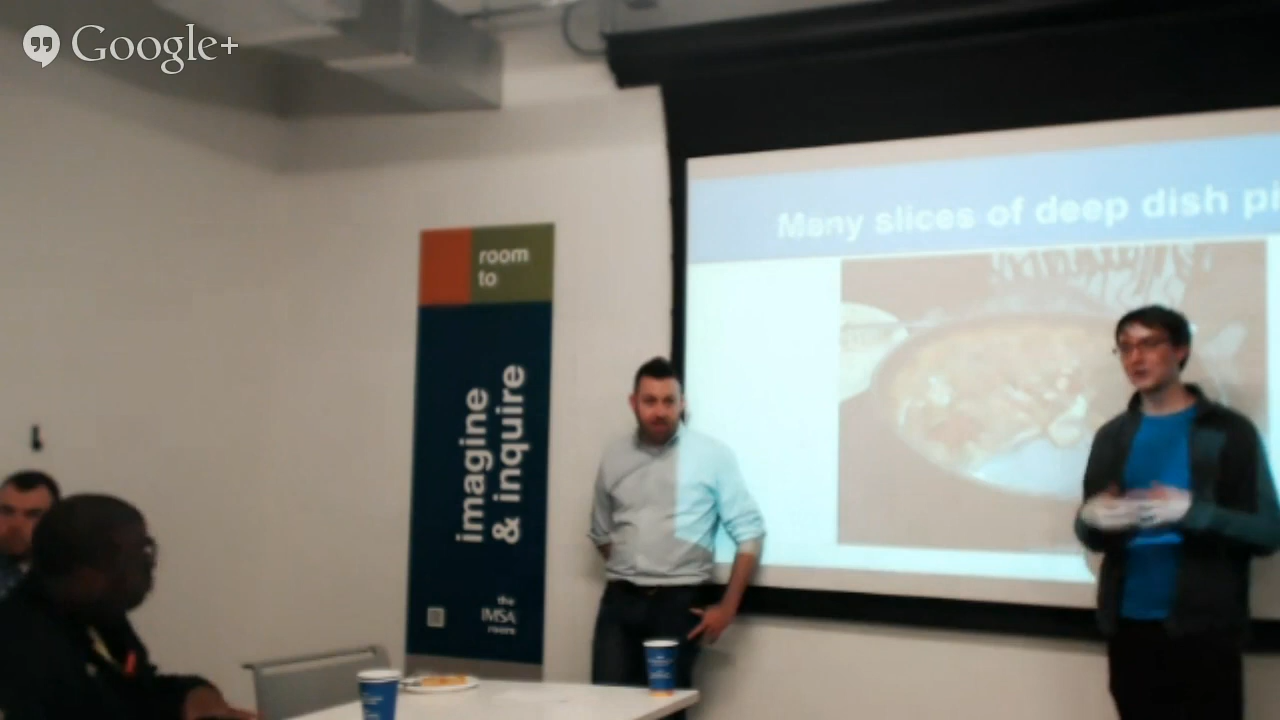 Google+
Many slices of deep dish pi
room
to
imagine
& inquire
the
IMSA
room